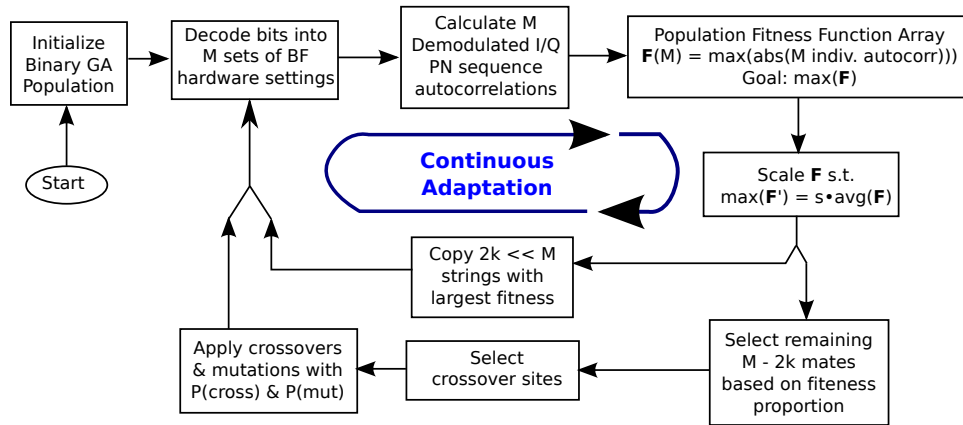 Initialize
Binary GA
Population
Start
Decode bits into
M sets of BF
hardware settings
Calculate M
Demodulated I/Q
PN sequence
autocorrelations
Population Fitness Function Array
F(M) = max(abs(M indiv. autocorr)))
Goal: max(F)
Continuous
Adaptation
Scale F s.t.
max(F') = s•avg(F)
Copy 2k << M
strings with
largest fitness
Select remaining
M - 2k mates
based on fiteness
proportion
Select
crossover sites
Apply crossovers
& mutations with
P(cross) & P(mut)